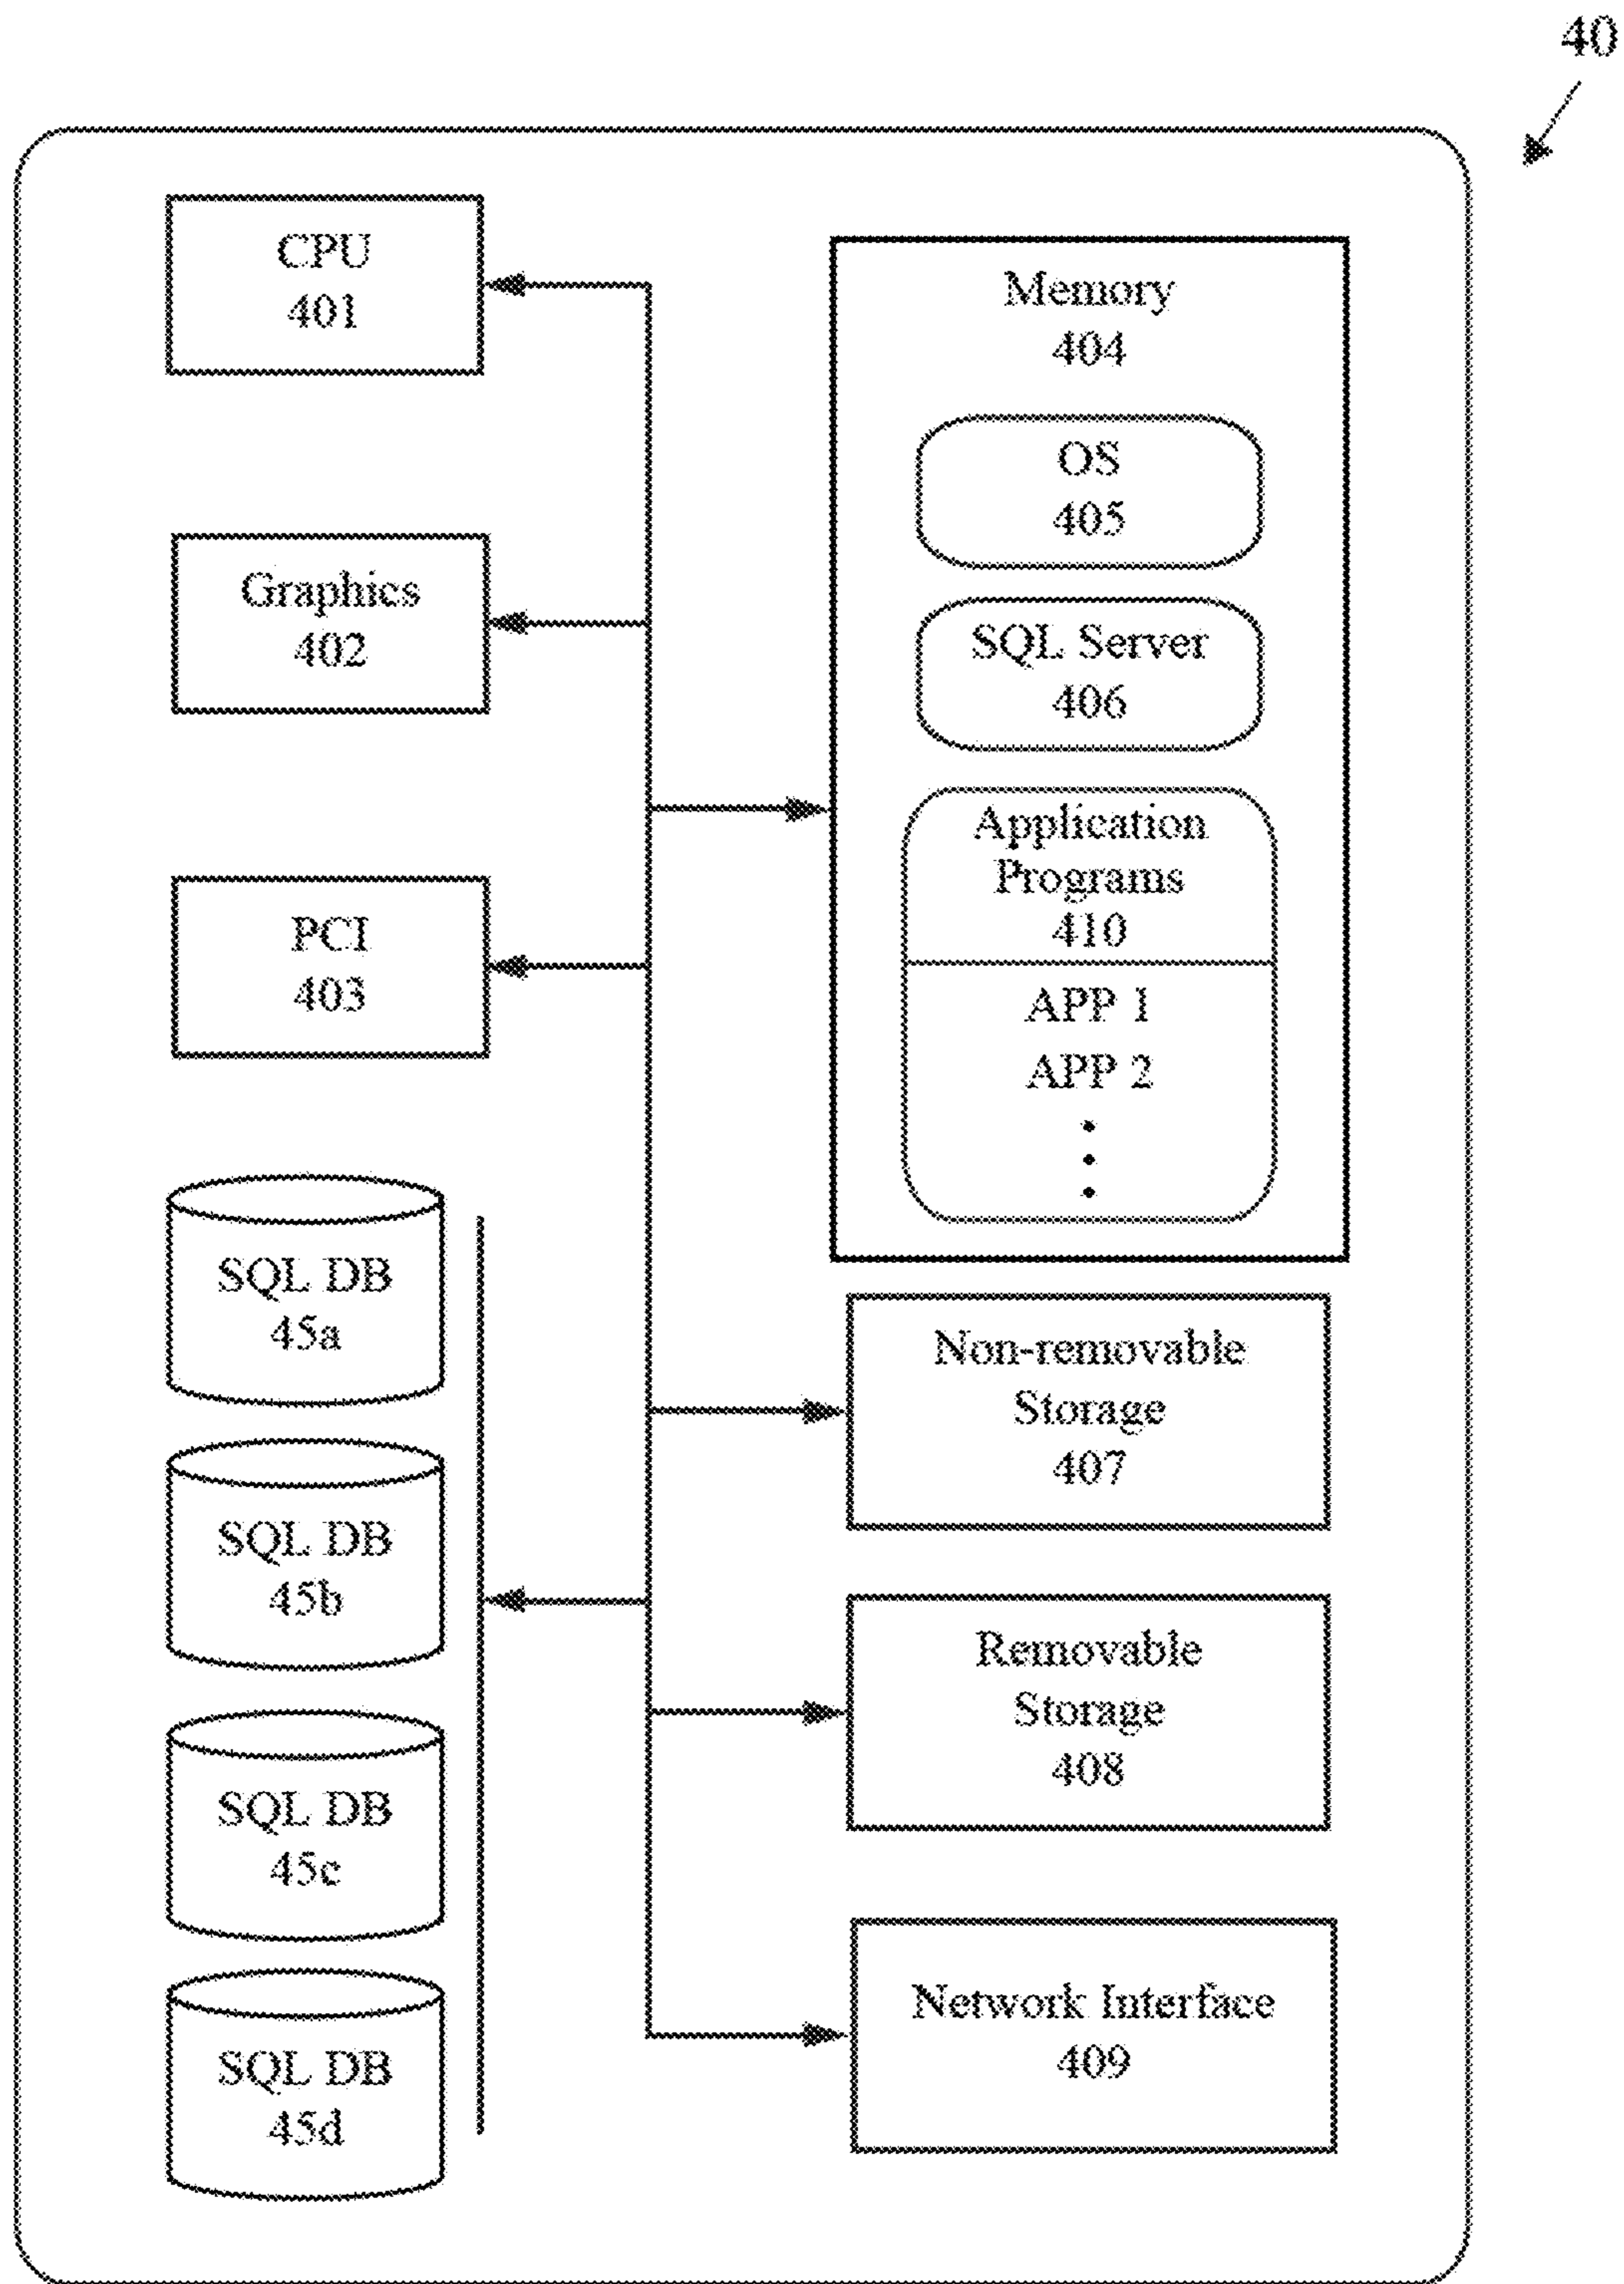 40
CPU
401
Graphics
402
PCI
403
SQL DB
45a
SQL DB
45b
SQL DB
45c
SQL DB
45d
Memory
404
OS
405
SQL Server
406
Application
Programs
410
APP 1
APP 2
Non-removable
Storage
407
Removable
Storage
408
Network Interface
409